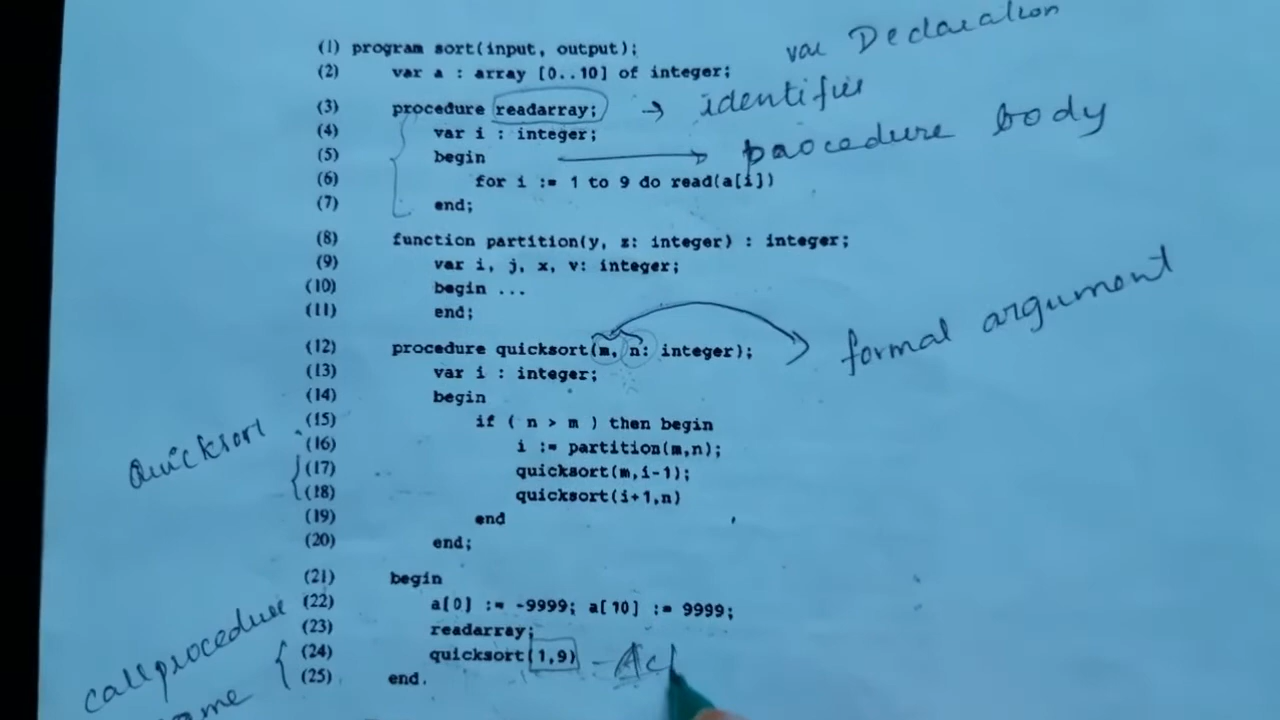 var Declaration
(1) program sort(input, output);
(2) var a : array [0..10] of integer;
(3) procedure readarray; → identifier
(4) var i : integer;
(5) begin → procedure body
(6) for i := 1 to 9 do read(a[i])
(7) end;
(8) function partition(y, z: integer) : integer;
(9) var i, j, x, v: integer;
(10) begin ...
(11) end;
(12) procedure quicksort(m, n: integer); formal argument
(13) var i : integer;
(14) begin
(15) if ( n > m ) then begin
Quicksort
(16) i := partition(m,n);
(17) quicksort(m,i-1);
(18) quicksort(i+1,n)
(19) end
(20) end;
(21) begin
(22) a[0] := -9999; a[10] := 9999;
(23) readarray;
(24) quicksort(1,9) - Act
(25) end.
call procedure